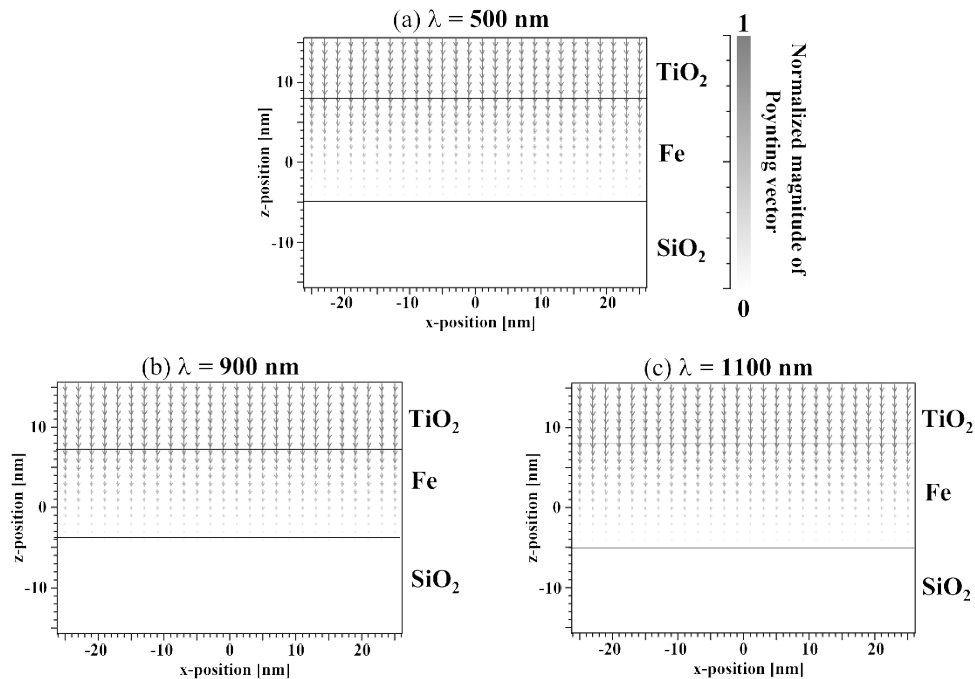 (a) λ = 500 nm
10
0
-10
z-position [nm]
-20 -10 0 10 20
x-position [nm]
TiO₂
Fe
SiO₂
1
0
Normalized magnitude of
Poynting vector
(b) λ = 900 nm
10
0
-10
z-position [nm]
-20 -10 0 10 20
x-position [nm]
TiO₂
Fe
SiO₂
(c) λ = 1100 nm
10
0
-10
z-position [nm]
-20 -10 0 10 20
x-position [nm]
TiO₂
Fe
SiO₂